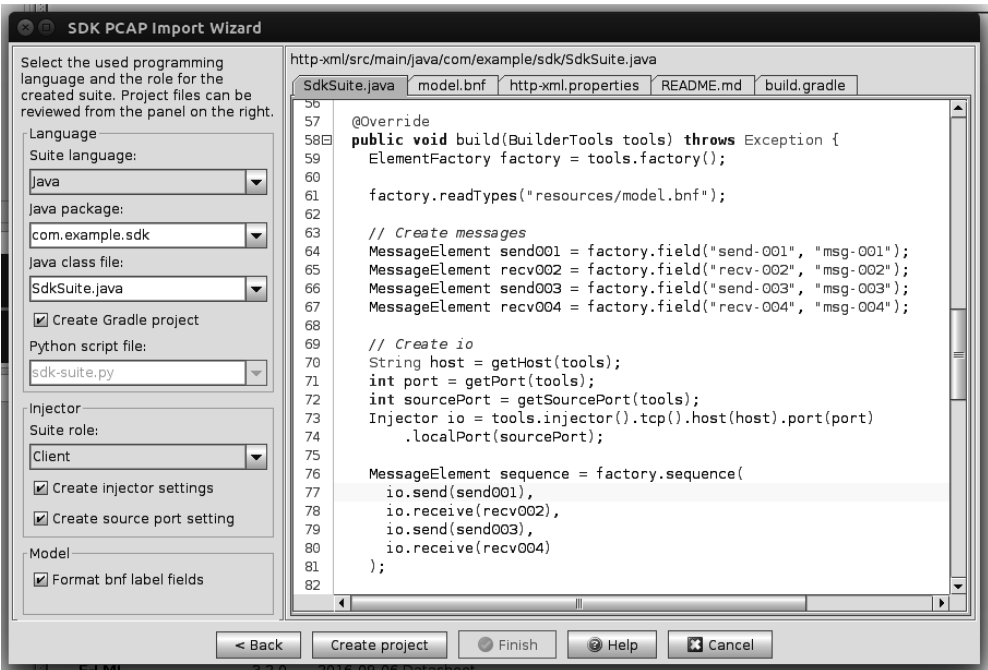 SDK PCAP Import Wizard
Select the used programming
language and the role for the
created suite. Project files can be
reviewed from the panel on the right.
Language
Suite language:
Java
Java package:
com.example.sdk
Java class file:
SdkSuite.java
Create Gradle project
Python script file:
sdk-suite.py
Injector
Suite role:
Client
Create injector settings
Create source port setting
Model
Format bnf label fields
http-xml/src/main/java/com/example/sdk/SdkSuite.java
SdkSuite.java model.bnf http-xml.properties README.md build.gradle
56
57 @Override
58 public void build(BuilderTools tools) throws Exception {
59 ElementFactory factory = tools.factory();
60
61 factory.readTypes("resources/model.bnf");
62
63 // Create messages
64 MessageElement send001 = factory.field("send-001", "msg-001");
65 MessageElement recv002 = factory.field("recv-002", "msg-002");
66 MessageElement send003 = factory.field("send-003", "msg-003");
67 MessageElement recv004 = factory.field("recv-004", "msg-004");
68
69 // Create io
70 String host = getHost(tools);
71 int port = getPort(tools);
72 int sourcePort = getSourcePort(tools);
73 Injector io = tools.injector().tcp().host(host).port(port)
74 .localPort(sourcePort);
75
76 MessageElement sequence = factory.sequence(
77 io.send(send001),
78 io.receive(recv002),
79 io.send(send003),
80 io.receive(recv004)
81 );
82
< Back Create project Finish Help Cancel